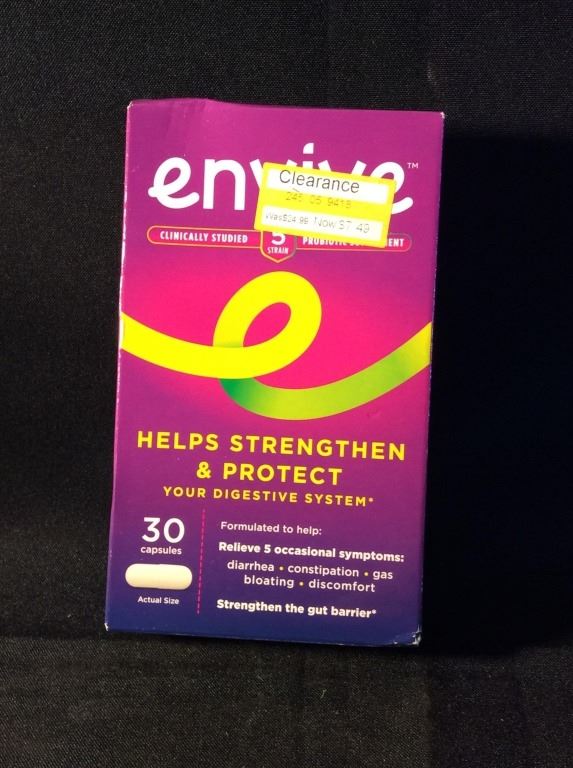 envive™
Clearance
245 05 9418
Was$24.99 Now $7.49
CLINICALLY STUDIED 5 PROBIOTIC
STRAIN
HELPS STRENGTHEN
& PROTECT
YOUR DIGESTIVE SYSTEM*
30
capsules
Actual Size
Formulated to help:
Relieve 5 occasional symptoms:
diarrhea • constipation • gas
bloating • discomfort
Strengthen the gut barrier*